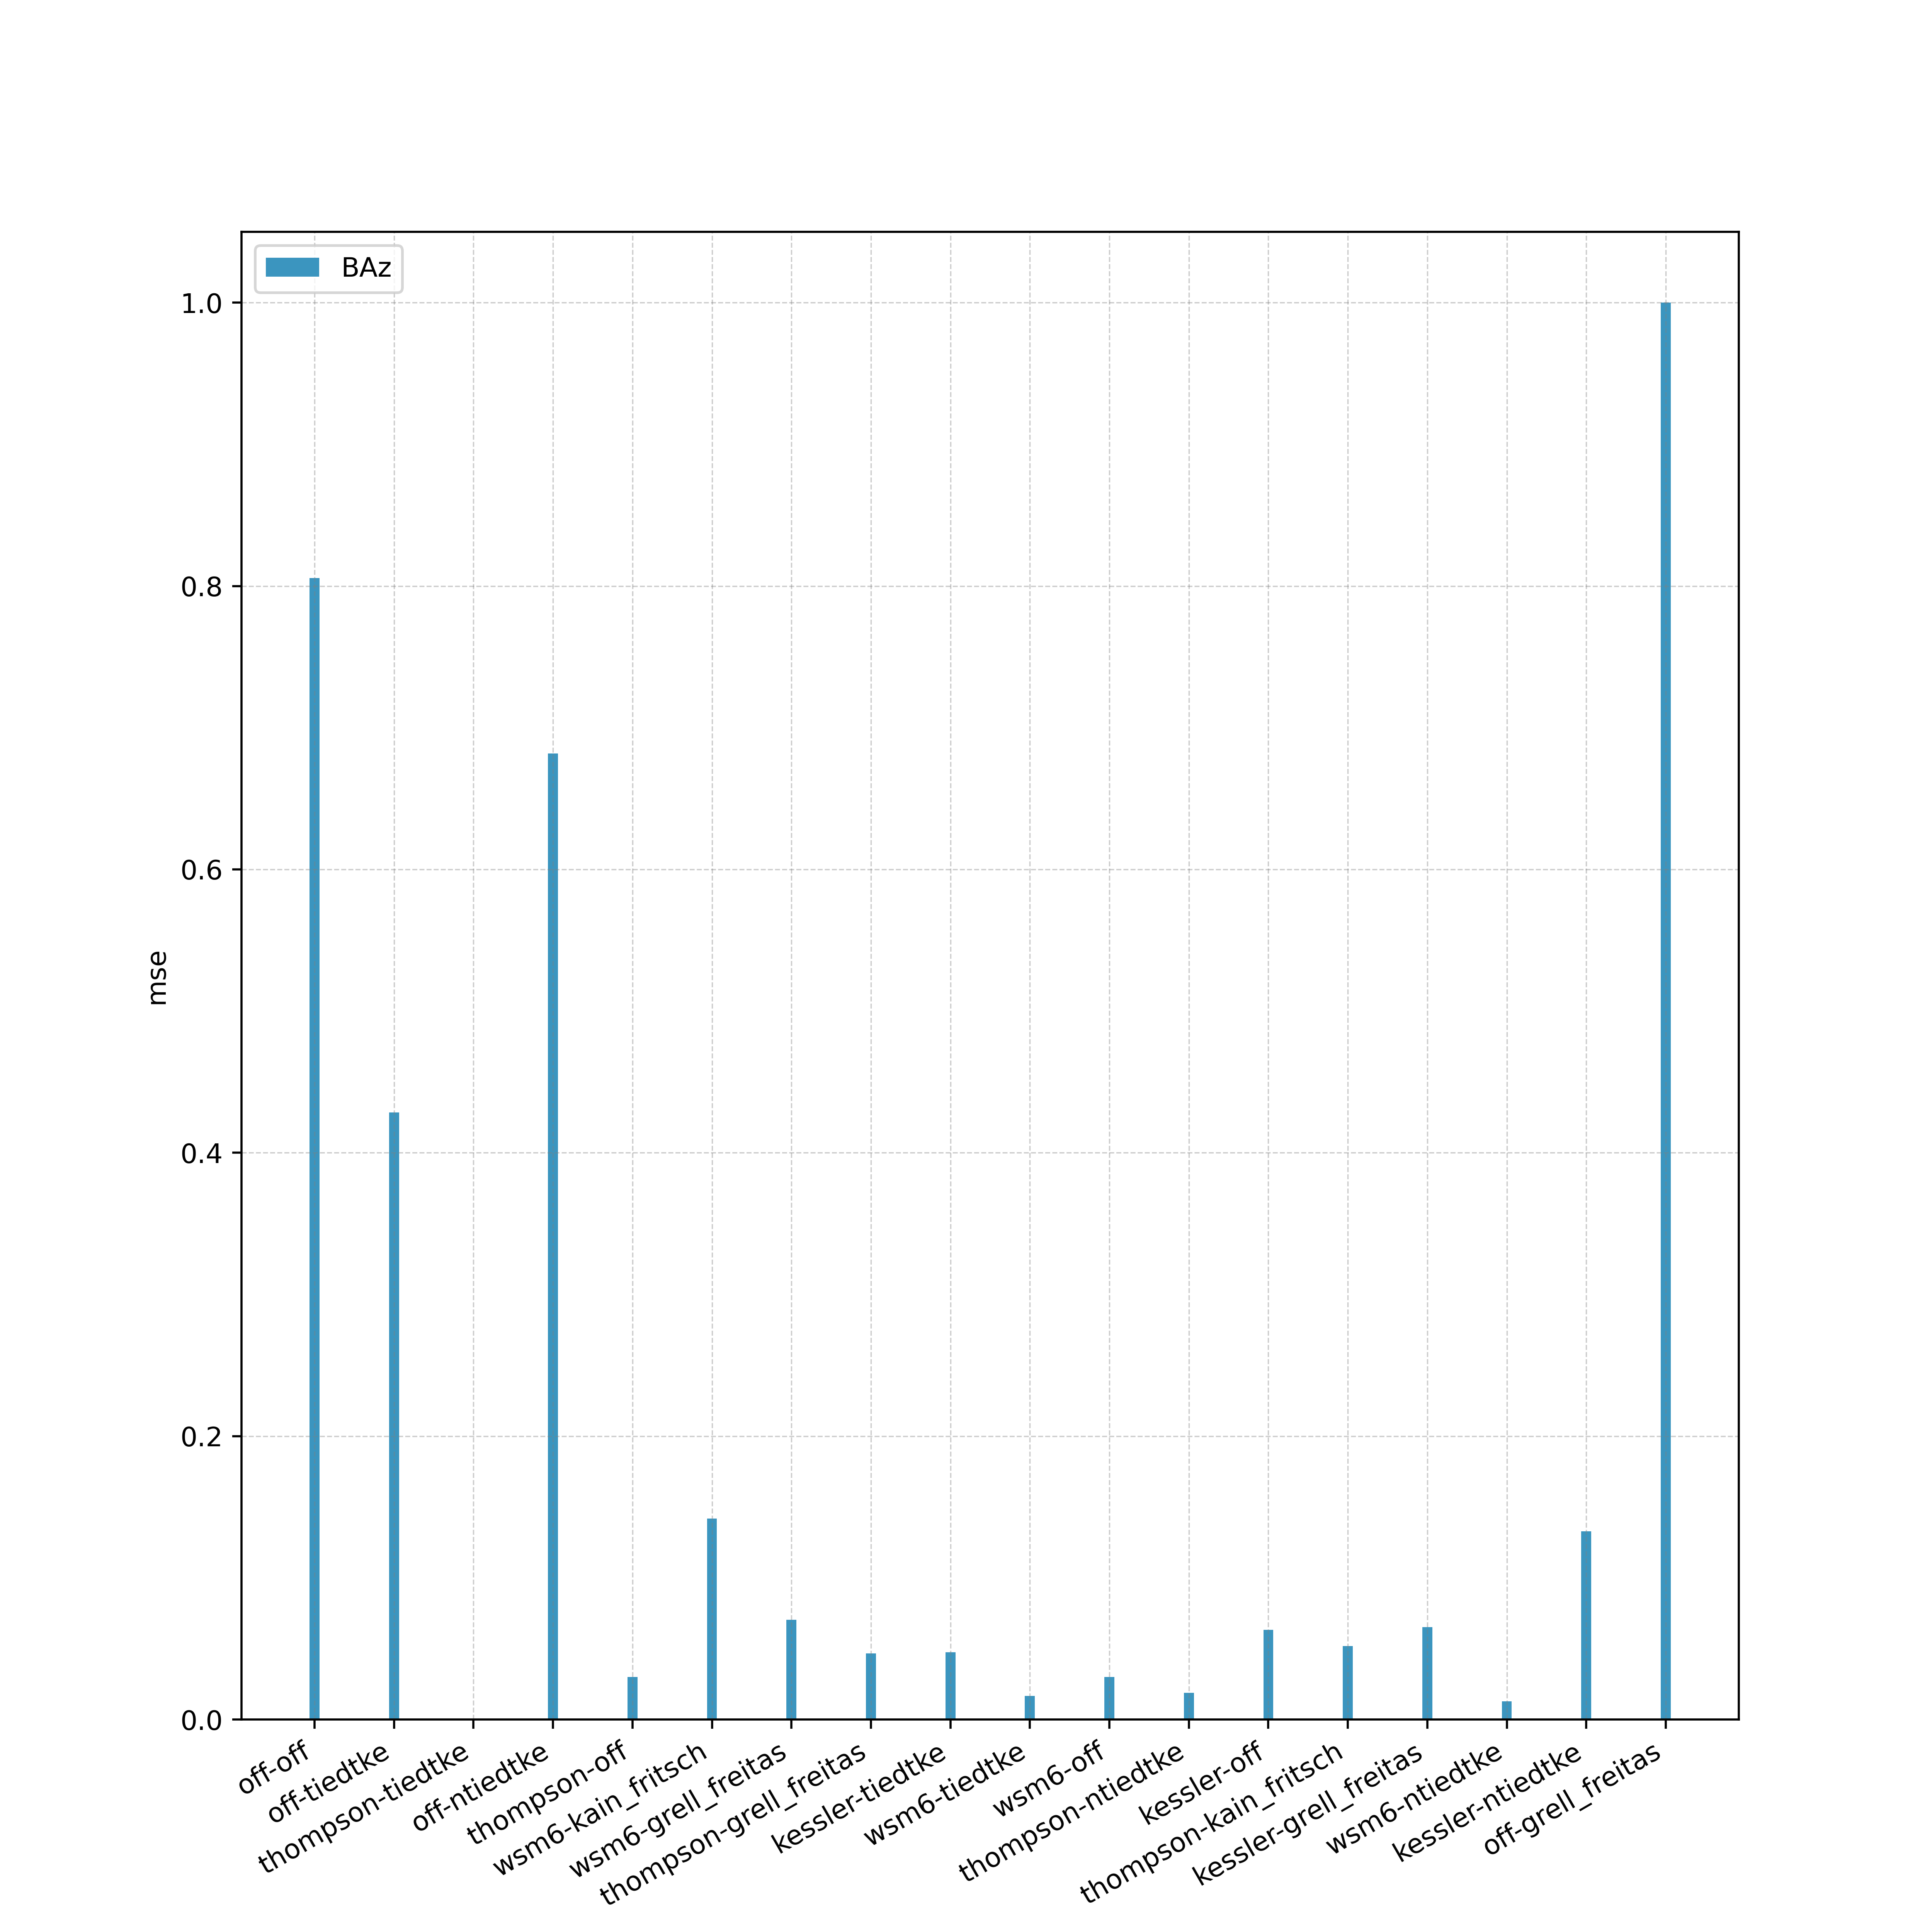 BAz
1.0
0.8
0.6
0.4
0.2
0.0
mse
off-off
off-tiedtke
thompson-tiedtke
off-ntiedtke
thompson-off
wsm6-kain_fritsch
wsm6-grell_freitas
thompson-grell_freitas
kessler-tiedtke
wsm6-tiedtke
wsm6-off
thompson-ntiedtke
kessler-off
thompson-kain_fritsch
kessler-grell_freitas
wsm6-ntiedtke
kessler-ntiedtke
off-grell_freitas